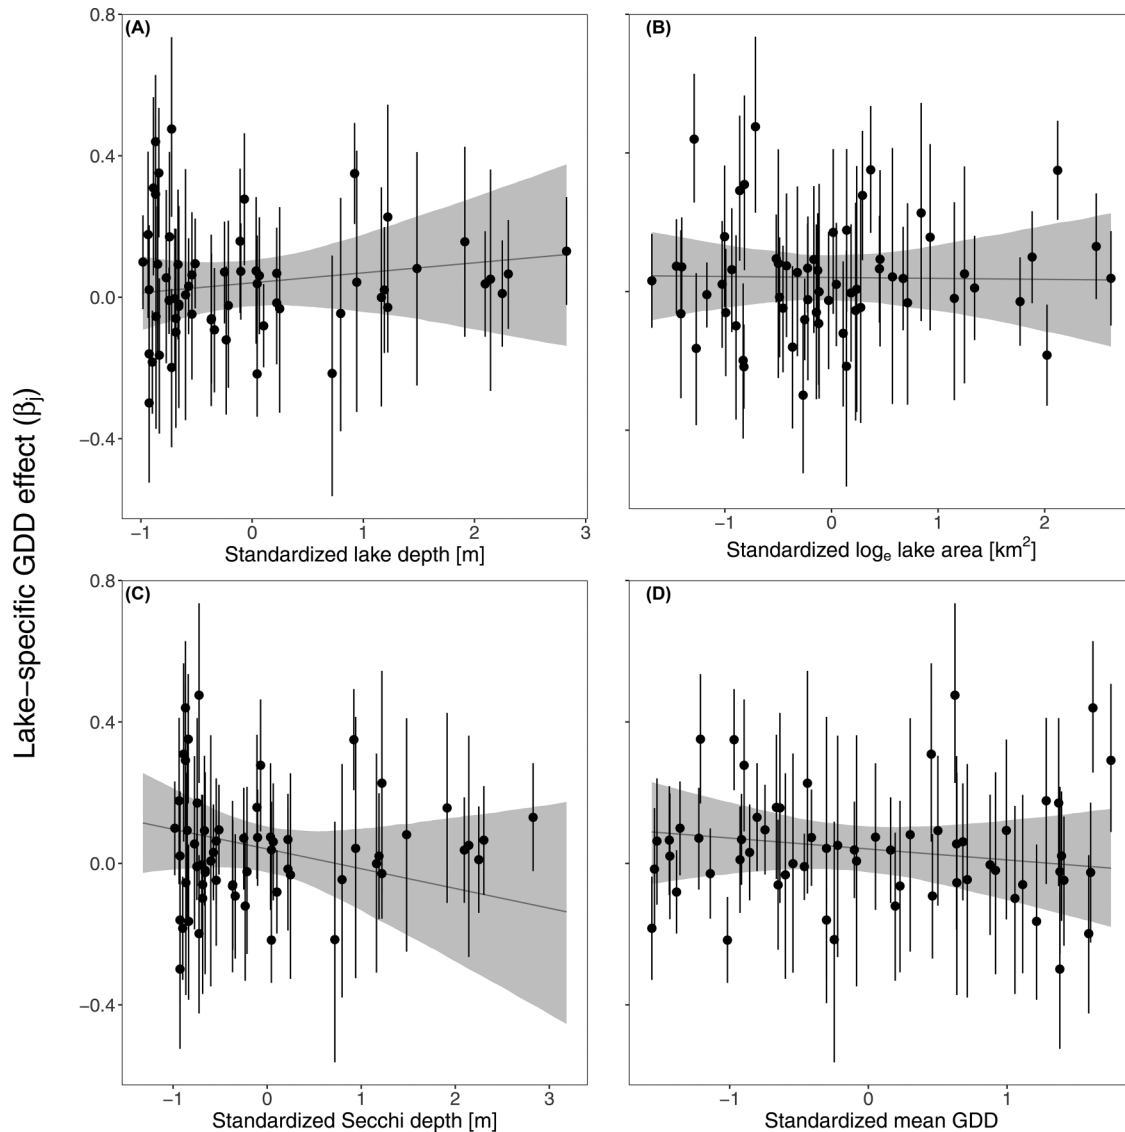 Lake−specific GDD effect (βj)
(A)
0.8
0.4
0.0
−0.4
−1 0 1 2 3
Standardized lake depth [m]
(B)
−1 0 1 2
Standardized loge lake area [km2]
(C)
0.8
0.4
0.0
−0.4
−1 0 1 2 3
Standardized Secchi depth [m]
(D)
−1 0 1
Standardized mean GDD